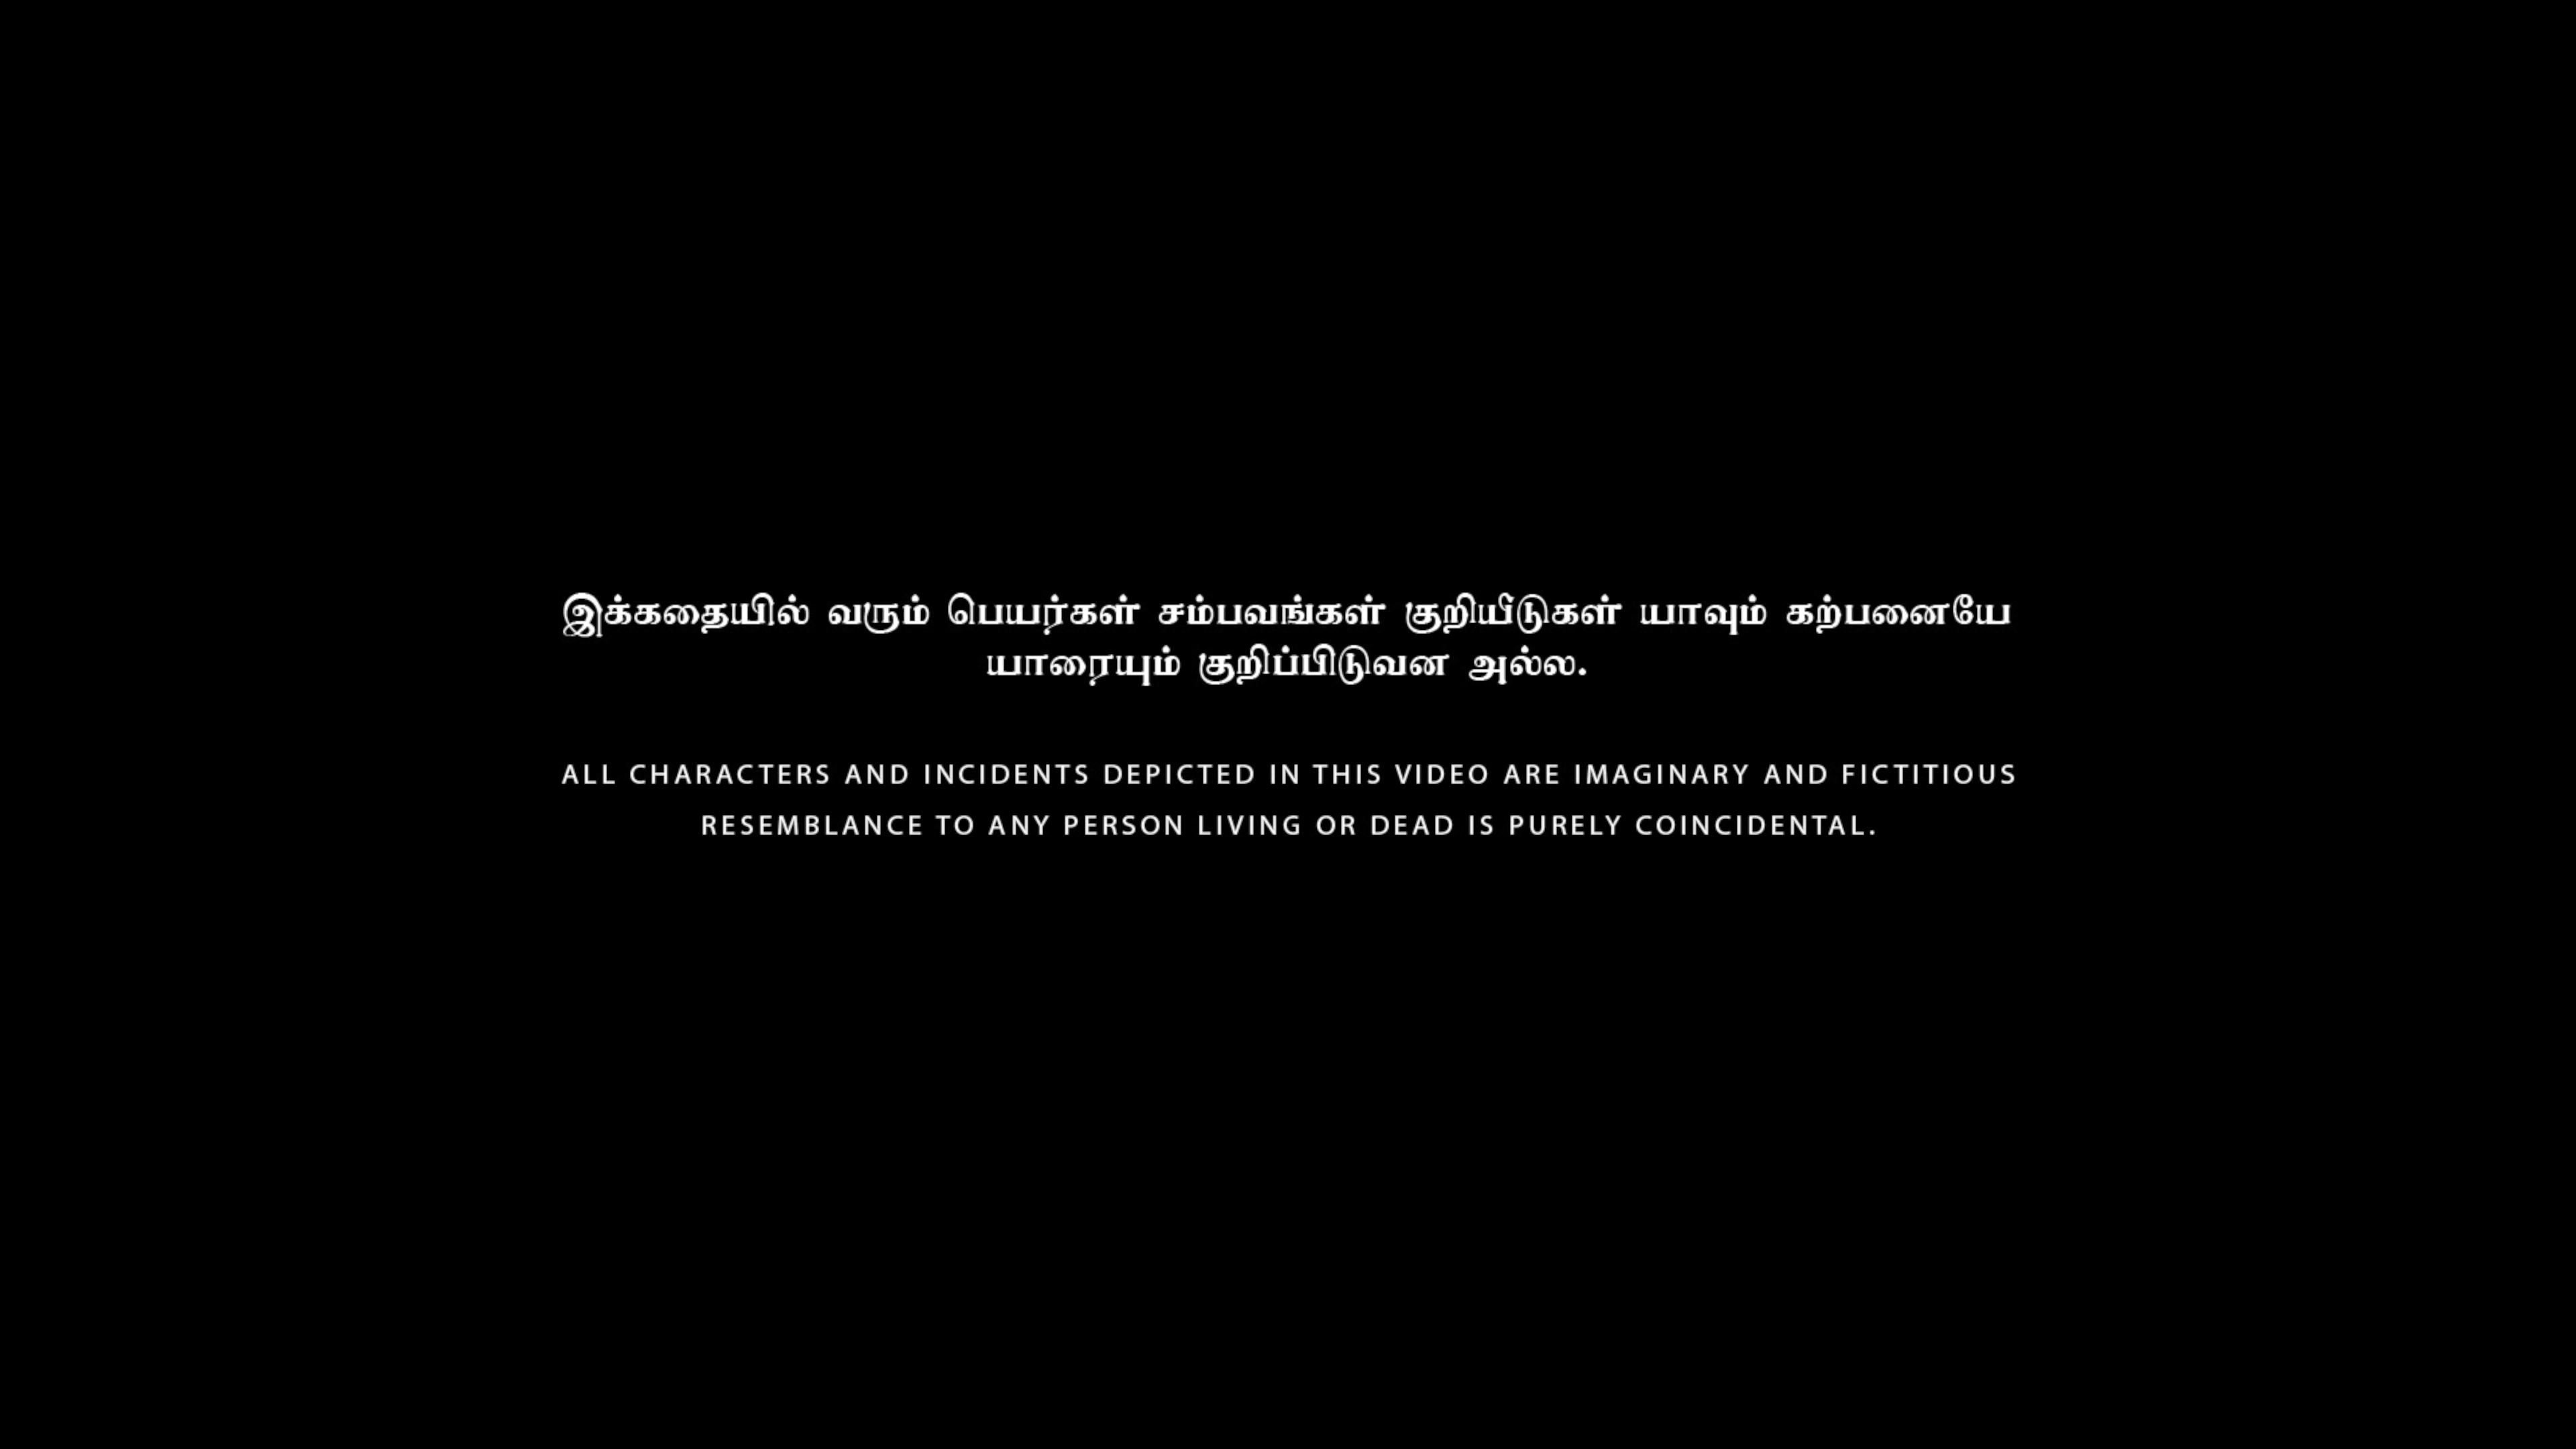 இக்கதையில் வரும் பெயர்கள் சம்பவங்கள் குறியீடுகள் யாவும் கற்பனையே
யாரையும் குறிப்பிடுவன அல்ல.
ALL CHARACTERS AND INCIDENTS DEPICTED IN THIS VIDEO ARE IMAGINARY AND FICTITIOUS
RESEMBLANCE TO ANY PERSON LIVING OR DEAD IS PURELY COINCIDENTAL.